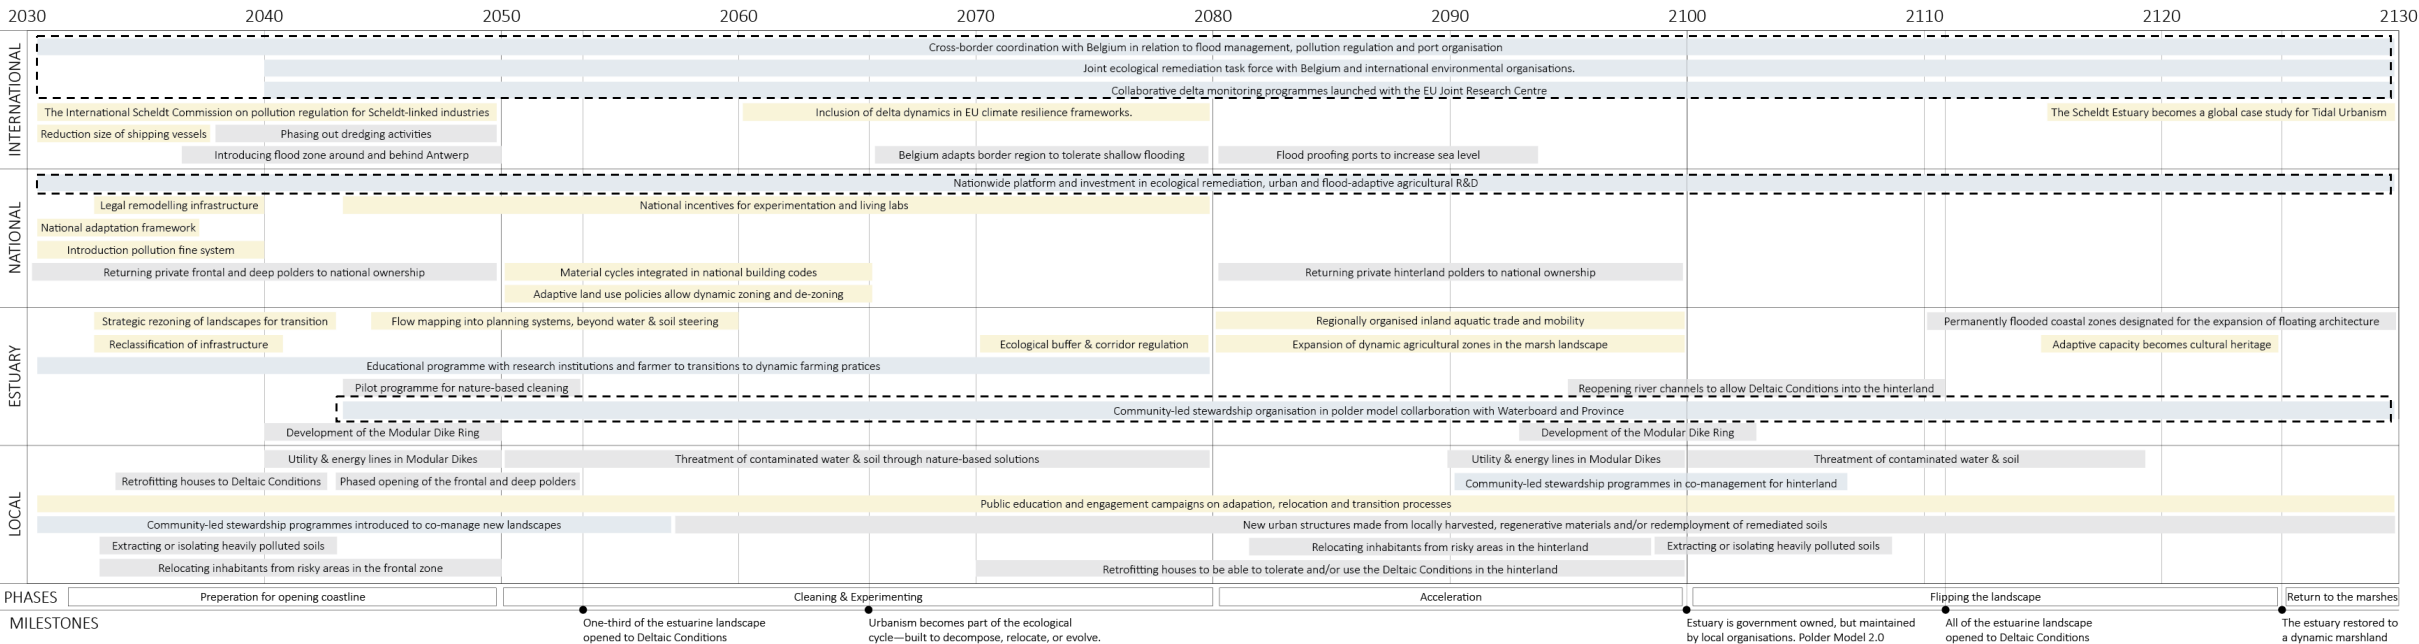 2030 2040 2050 2060 2070 2080 2090 2100 2110 2120 2130
INTERNATIONAL
Cross-border coordination with Belgium in relation to flood management, pollution regulation and port organisation
Joint ecological remediation task force with Belgium and international environmental organisations.
Collaborative delta monitoring programmes launched with the EU Joint Research Centre
The International Scheldt Commission on pollution regulation for Scheldt-linked industries
Inclusion of delta dynamics in EU climate resilience frameworks.
The Scheldt Estuary becomes a global case study for Tidal Urbanism
Reduction size of shipping vessels
Phasing out dredging activities
Introducing flood zone around and behind Antwerp
Belgium adapts border region to tolerate shallow flooding
Flood proofing ports to increase sea level
NATIONAL
Nationwide platform and investment in ecological remediation, urban and flood-adaptive agricultural R&D
Legal remodelling infrastructure
National incentives for experimentation and living labs
National adaptation framework
Introduction pollution fine system
Returning private frontal and deep polders to national ownership
Material cycles integrated in national building codes
Returning private hinterland polders to national ownership
Adaptive land use policies allow dynamic zoning and de-zoning
ESTUARY
Strategic rezoning of landscapes for transition
Flow mapping into planning systems, beyond water & soil steering
Regionally organised inland aquatic trade and mobility
Permanently flooded coastal zones designated for the expansion of floating architecture
Reclassification of infrastructure
Ecological buffer & corridor regulation
Expansion of dynamic agricultural zones in the marsh landscape
Adaptive capacity becomes cultural heritage
Educational programme with research institutions and farmer to transitions to dynamic farming pratices
Pilot programme for nature-based cleaning
Reopening river channels to allow Deltaic Conditions into the hinterland
Community-led stewardship organisation in polder model collarboration with Waterboard and Province
Development of the Modular Dike Ring
Development of the Modular Dike Ring
LOCAL
Utility & energy lines in Modular Dikes
Threatment of contaminated water & soil through nature-based solutions
Utility & energy lines in Modular Dikes
Threatment of contaminated water & soil
Retrofitting houses to Deltaic Conditions
Phased opening of the frontal and deep polders
Community-led stewardship programmes in co-management for hinterland
Public education and engagement campaigns on adapation, relocation and transition processes
Community-led stewardship programmes introduced to co-manage new landscapes
New urban structures made from locally harvested, regenerative materials and/or redemployment of remediated soils
Extracting or isolating heavily polluted soils
Relocating inhabitants from risky areas in the hinterland
Extracting or isolating heavily polluted soils
Relocating inhabitants from risky areas in the frontal zone
Retrofitting houses to be able to tolerate and/or use the Deltaic Conditions in the hinterland
PHASES
Preparation for opening coastline
Cleaning & Experimenting
Acceleration
Flipping the landscape
Return to the marshes
MILESTONES
One-third of the estuarine landscape
opened to Deltaic Conditions
Urbanism becomes part of the ecological
cycle—built to decompose, relocate, or evolve.
Estuary is government owned, but maintained
by local organisations. Polder Model 2.0
All of the estuarine landscape
opened to Deltaic Conditions
The estuary restored to
a dynamic marshland